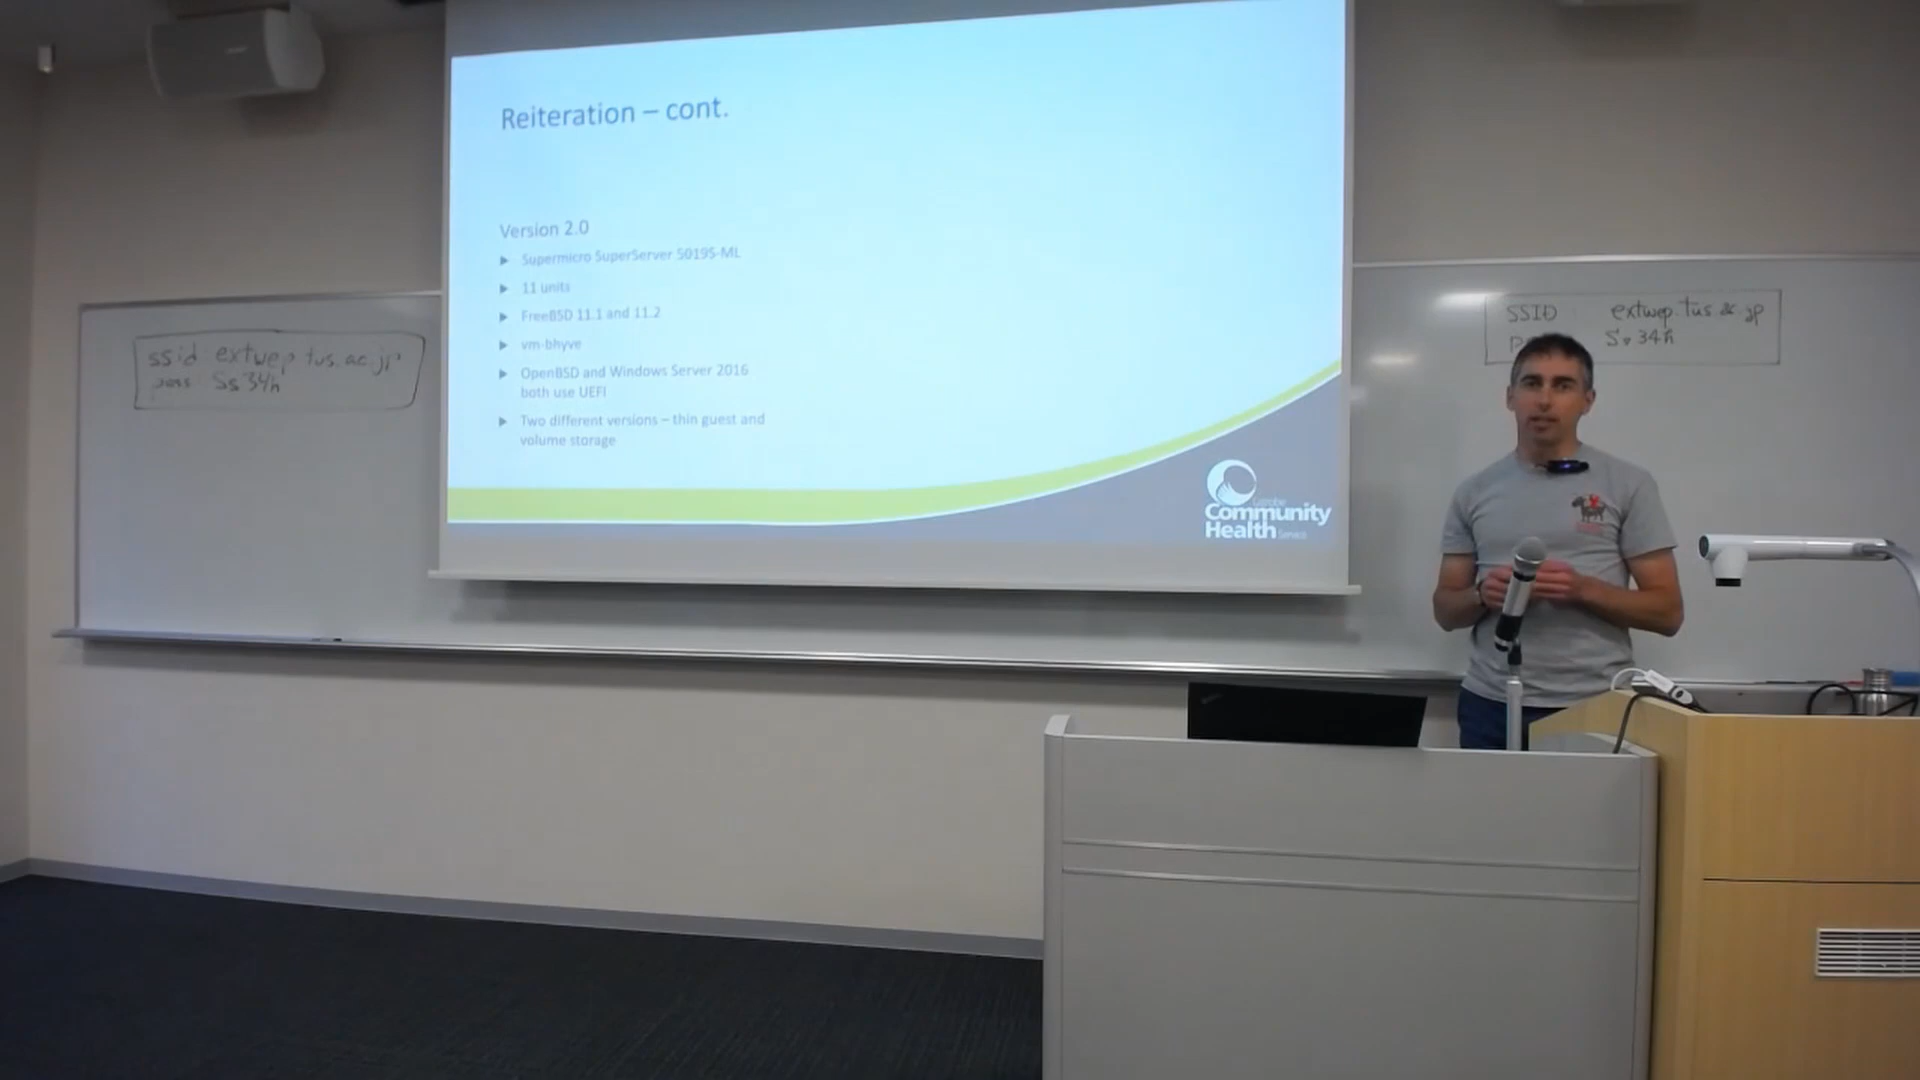 Reiteration – cont.
Version 2.0
Supermicro SuperServer 5019S-ML
11 units
FreeBSD 11.1 and 11.2
vm-bhyve
OpenBSD and Windows Server 2016
both use UEFI
Two different versions – thin guest and
volume storage
Community
Health
ssid extwep.tus.ac.jp
pass Ss34h
SSID extwep.tus.ac.jp
34h